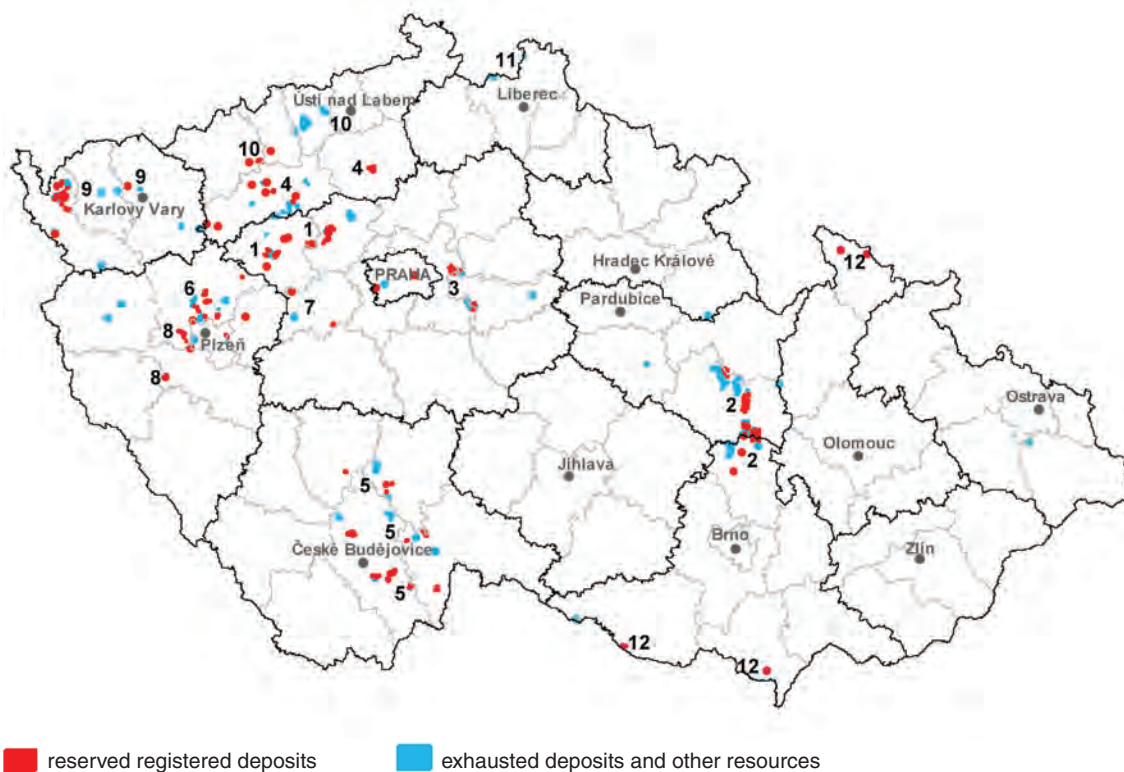 11
Liberec
Ústí nad Labem
10
10
4
9
9
4
Karlovy Vary
1
1
Hradec Králové
12
PRAHA
3
6
7
Pardubice
Plzeň
8
8
2
Ostrava
Olomouc
2
Jihlava
5
5
Brno
České Budějovice
Zlín
5
12
12
reserved registered deposits
exhausted deposits and other resources